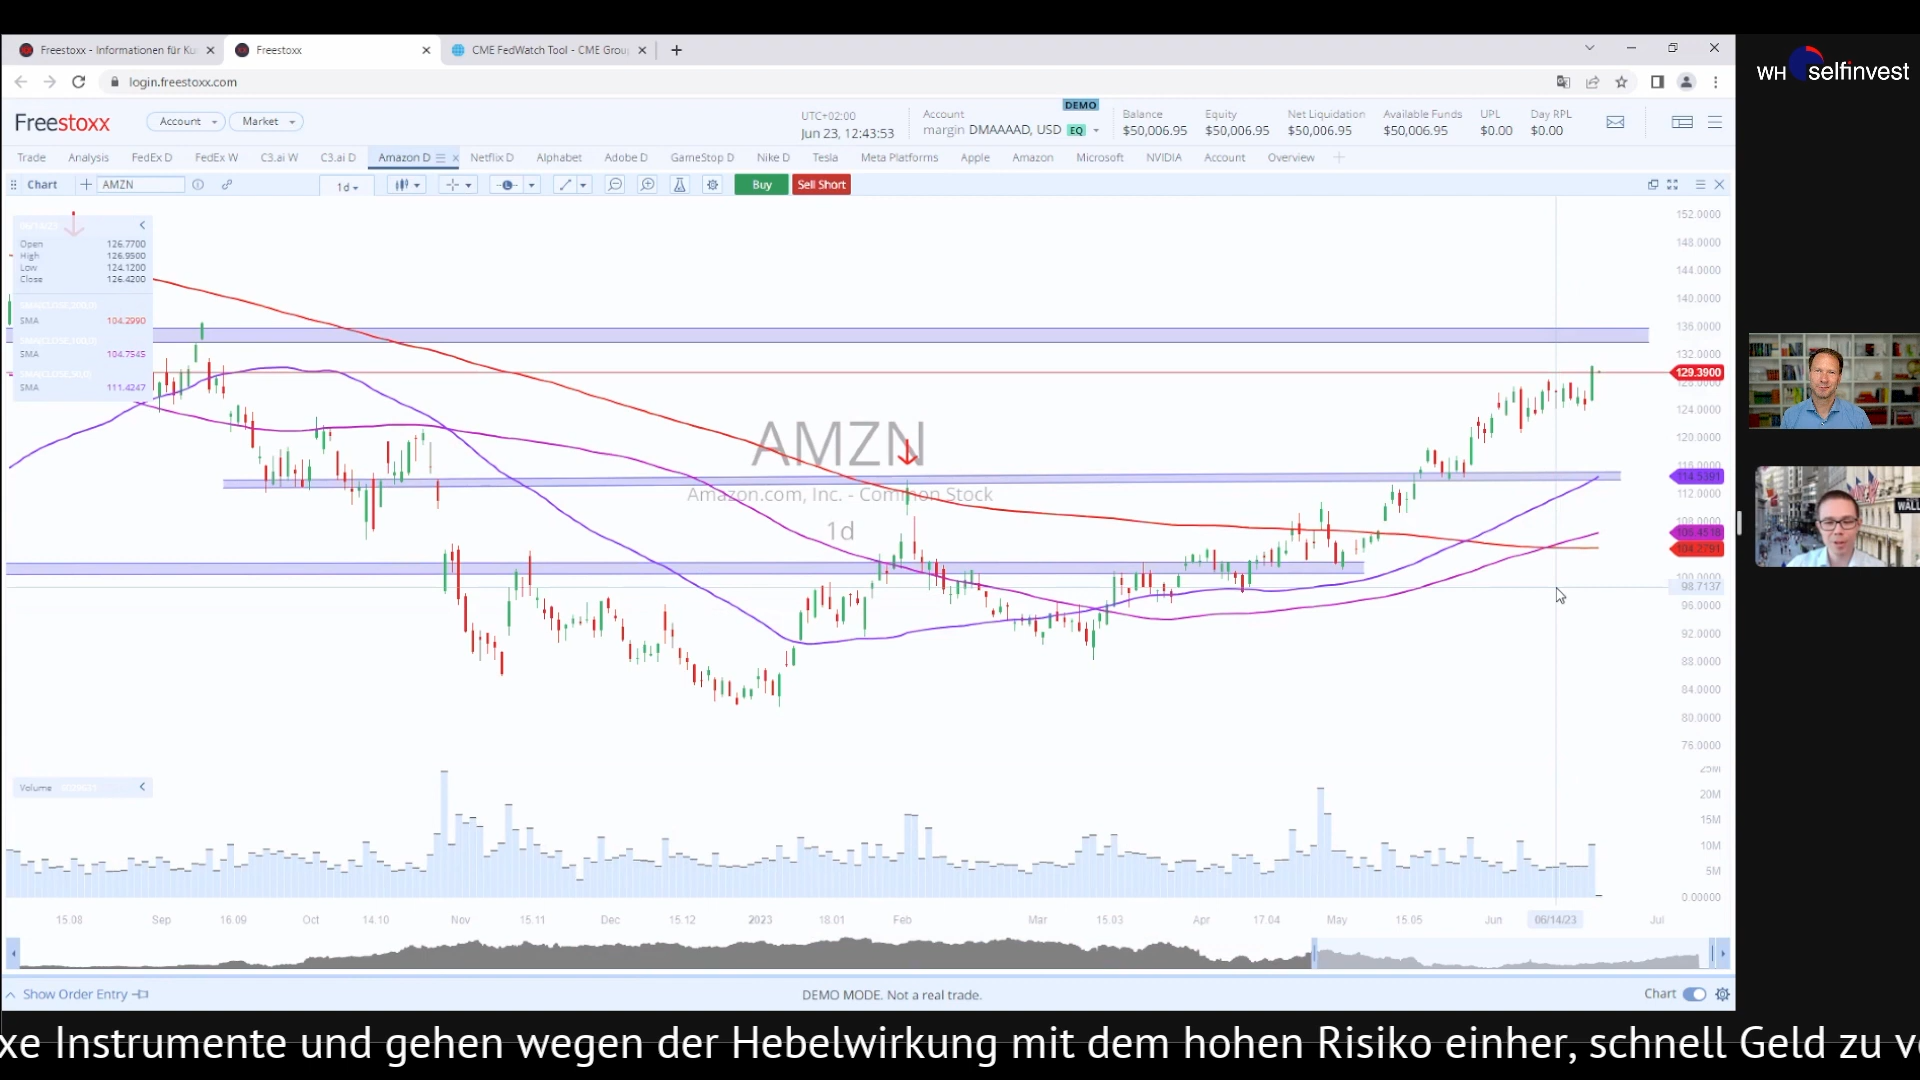 Freestoxx - Informationen für Ku
Freestoxx
CME FedWatch Tool - CME Group
login.freestoxx.com
WH selfinvest
Freestoxx
Account
Market
UTC+02:00
Jun 23, 12:43:53
Account
DEMO
margin DMAAAAD, USD EQ
Balance
$50,006.95
Equity
$50,006.95
Net Liquidation
$50,006.95
Available Funds
$50,006.95
UPL
$0.00
Day RPL
$0.00
Trade Analysis FedEx D FedEx W C3.ai W C3.ai D Amazon D Netflix D Alphabet Adobe D GameStop D Nike D Tesla Meta Platforms Apple Amazon Microsoft NVIDIA Account Overview
Chart AMZN 1d Buy Sell Short
Open 126.7700
High 126.9500
Low 124.1200
Close 126.4200
SMA 104.2990
SMA 104.7545
SMA 111.4247
AMZN
Amazon.com, Inc. - Common Stock
1d
152.0000
148.0000
144.0000
140.0000
136.0000
132.0000
129.3900
124.0000
120.0000
114.5391
112.0000
105.4518
104.2791
98.7137
96.0000
92.0000
88.0000
84.0000
80.0000
76.0000
Volume
25M
20M
15M
10M
5M
0.00000
15.08 Sep 16.09 Oct 14.10 Nov 15.11 Dec 15.12 2023 18.01 Feb Mar 15.03 Apr 17.04 May 15.05 Jun 06/14/23 Jul
Show Order Entry
DEMO MODE. Not a real trade.
Chart
WALL
xe Instrumente und gehen wegen der Hebelwirkung mit dem hohen Risiko einher, schnell Geld zu v